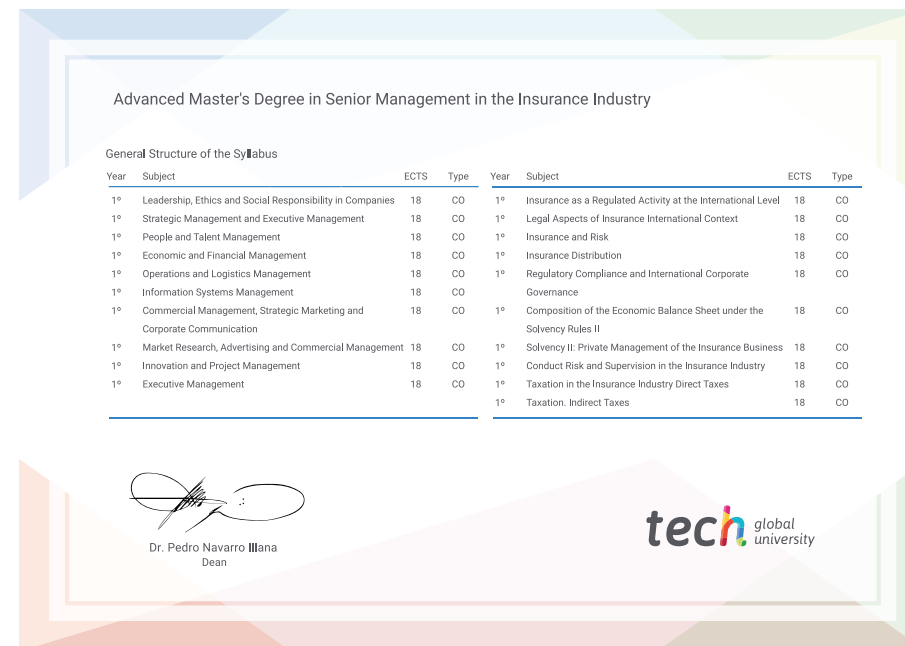 Advanced Master's Degree in Senior Management in the Insurance Industry
General Structure of the Syllabus
Year Subject ECTS Type
1º Leadership, Ethics and Social Responsibility in Companies 18 CO
1º Strategic Management and Executive Management 18 CO
1º People and Talent Management 18 CO
1º Economic and Financial Management 18 CO
1º Operations and Logistics Management 18 CO
1º Information Systems Management 18 CO
1º Commercial Management, Strategic Marketing and 18 CO
Corporate Communication
1º Market Research, Advertising and Commercial Management 18 CO
1º Innovation and Project Management 18 CO
1º Executive Management 18 CO
Year Subject ECTS Type
1º Insurance as a Regulated Activity at the International Level 18 CO
1º Legal Aspects of Insurance International Context 18 CO
1º Insurance and Risk 18 CO
1º Insurance Distribution 18 CO
1º Regulatory Compliance and International Corporate 18 CO
Governance
1º Composition of the Economic Balance Sheet under the 18 CO
Solvency Rules II
1º Solvency II: Private Management of the Insurance Business 18 CO
1º Conduct Risk and Supervision in the Insurance Industry 18 CO
1º Taxation in the Insurance Industry Direct Taxes 18 CO
1º Taxation. Indirect Taxes 18 CO
Dr. Pedro Navarro Illana
Dean
tech global
university